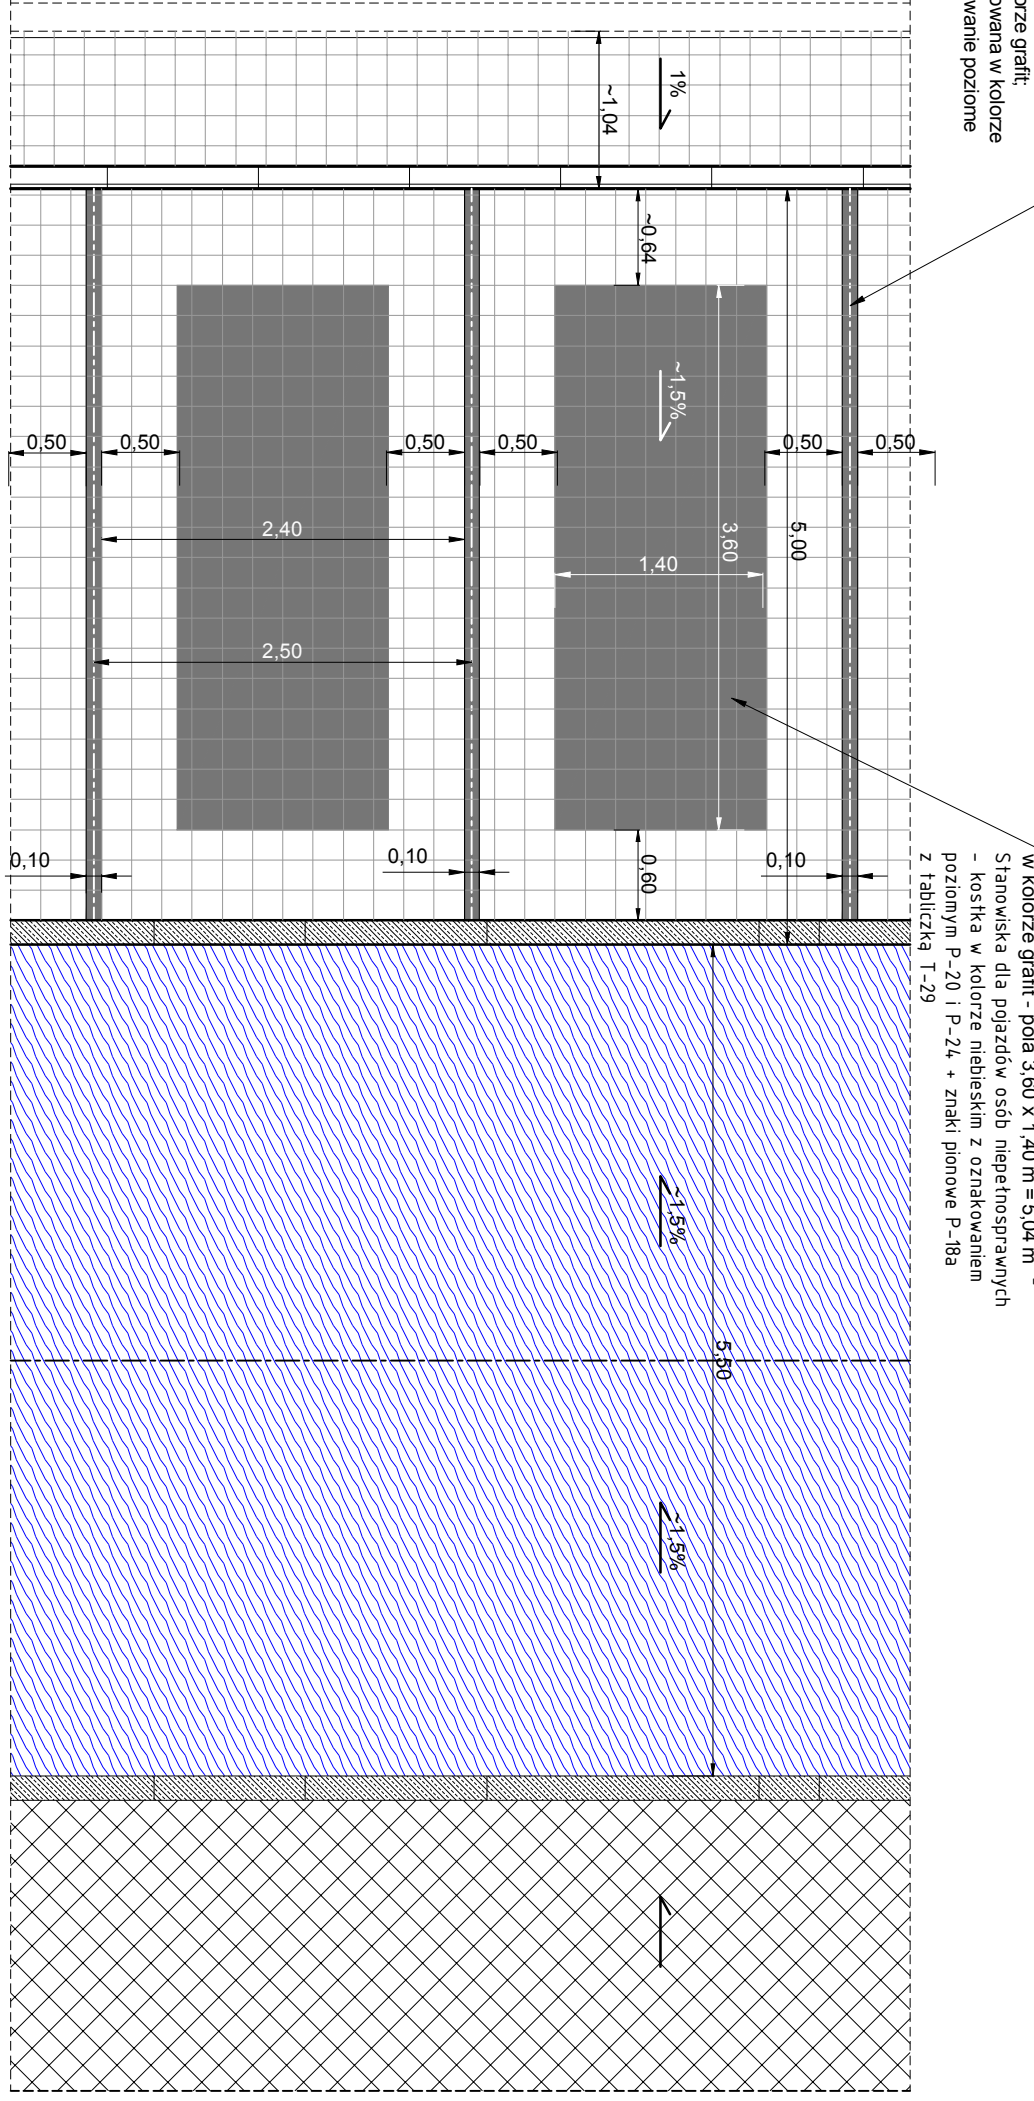 orze grafit;
owana w kolorze
wanie poziome
1%
~1,04
~0,64
~1,5%
0,50
0,50
0,50
0,50
0,50
0,50
2,40
3,60
5,00
1,40
2,50
0,10
0,10
0,60
0,10
w kolorze grafit - pola 3,60 x 1,40 m = 5,04 m
Stanowiska dla pojazdów osób niepełnosprawnych
- kostka w kolorze niebieskim z oznakowaniem
poziomym P-20 i P-24 + znaki pionowe P-18a
z tabliczką T-29
~1,5%
5,50
~1,5%